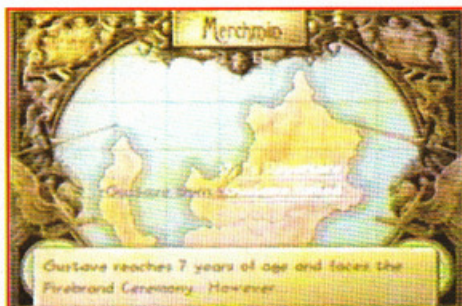 Merchmin
Gustave Born
Gustave reaches 7 years of age and faces the
Firebrand Ceremony. However